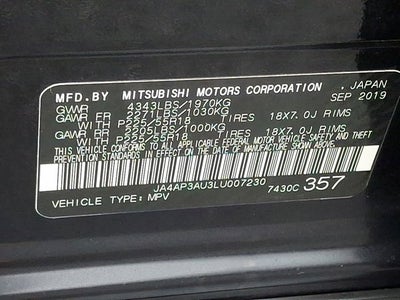 MFD.BY MITSUBISHI MOTORS CORPORATION , JAPAN
GVWR 4343LBS/1970KG SEP 2019
GAWR FR 2271LBS/1030KG
WITH P225/55R18 TIRES 18X7.0J RIMS
GAWR RR 2205LBS/1000KG
WITH P225/55R18 TIRES 18X7.0J RIMS
THIS VEHICLE CONFORMS TO ALL APPLICABLE FEDERAL MOTOR VEHICLE SAFETY AND THEFT
PREVENTION STANDARDS IN EFFECT ON THE DATE OF MANUFACTURE SHOWN ABOVE.
JA4AP3AU3LU007230
VEHICLE TYPE: MPV 7430C 357